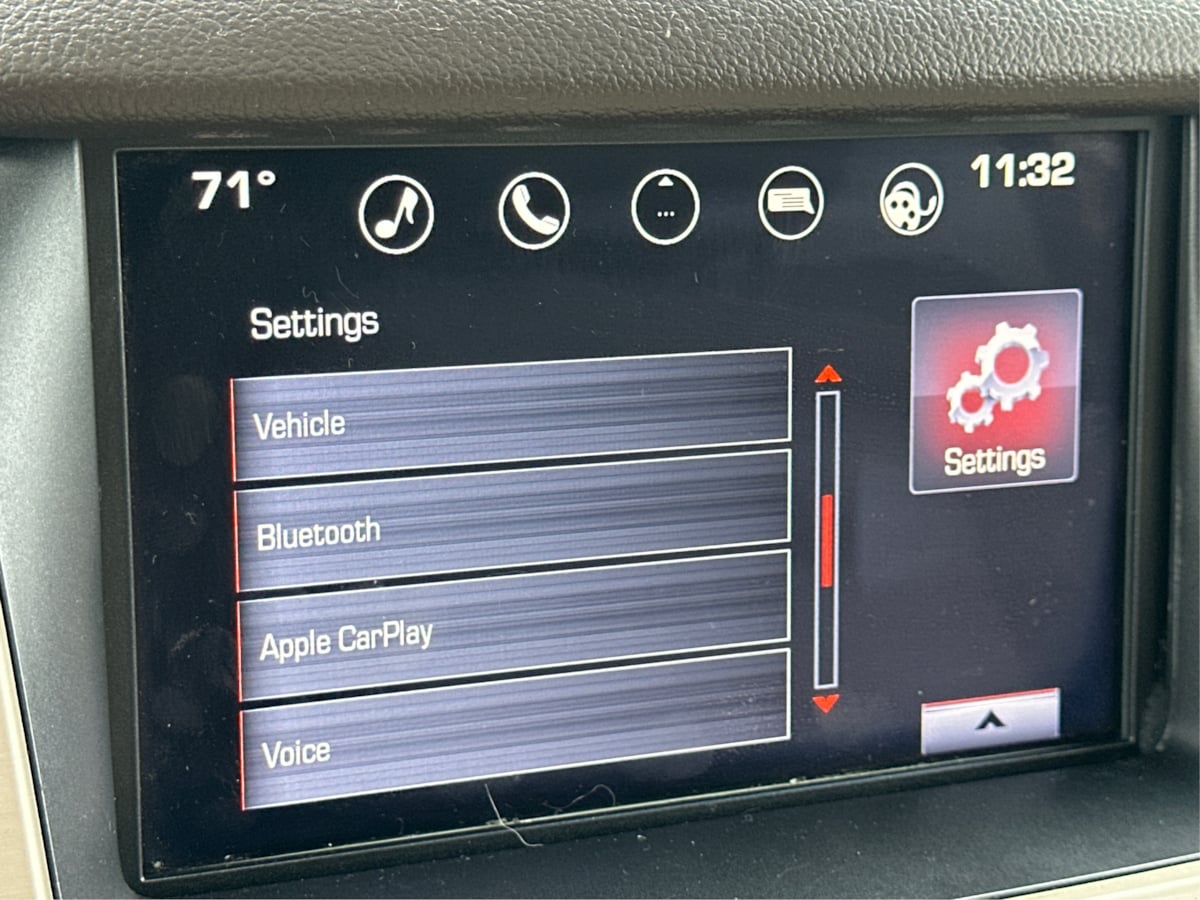 71°
11:32
Settings
Vehicle
Bluetooth
Apple CarPlay
Voice
Settings